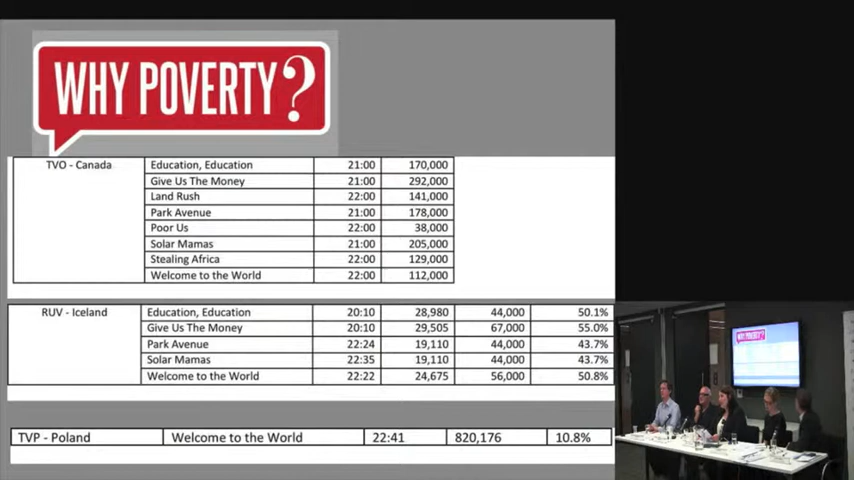 WHY POVERTY?
TVO - Canada Education, Education 21:00 170,000
Give Us The Money 21:00 292,000
Land Rush 22:00 141,000
Park Avenue 21:00 178,000
Poor Us 22:00 38,000
Solar Mamas 21:00 205,000
Stealing Africa 22:00 129,000
Welcome to the World 22:00 112,000
RUV - Iceland Education, Education 20:10 28,980 44,000 50.1%
Give Us The Money 20:10 29,505 67,000 55.0%
Park Avenue 22:24 19,110 44,000 43.7%
Solar Mamas 22:35 19,110 44,000 43.7%
Welcome to the World 22:22 24,675 56,000 50.8%
TVP - Poland Welcome to the World 22:41 820,176 10.8%
WHY POVERTY?